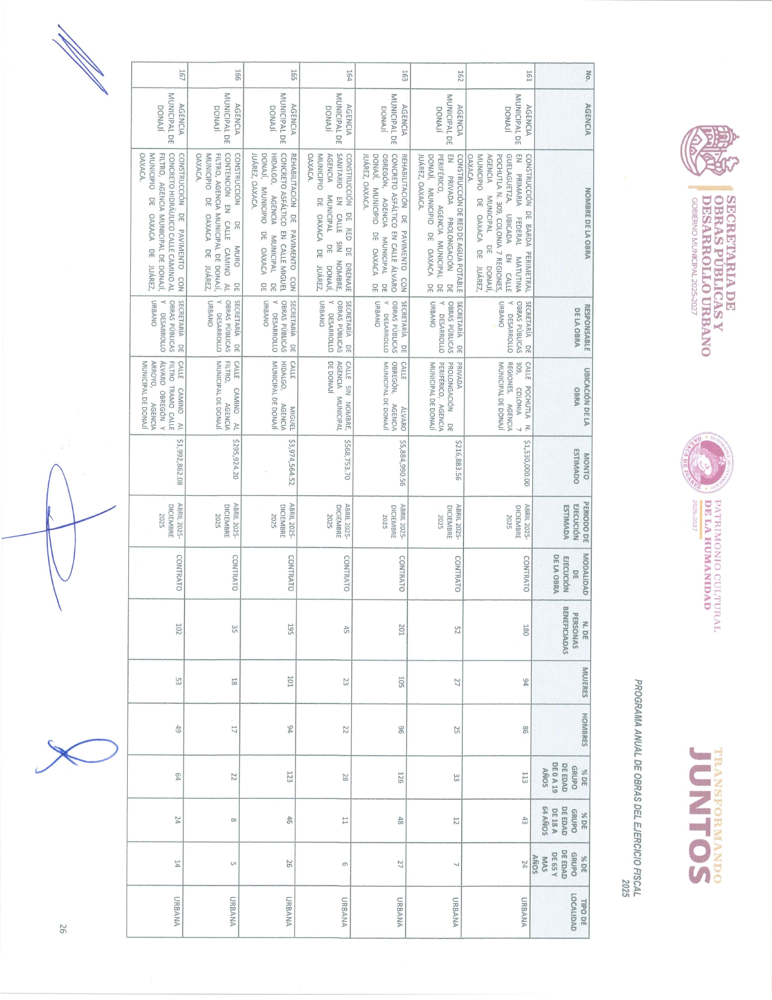 SECRETARIA DE
OBRAS PÚBLICAS Y
DESARROLLO URBANO
GOBIERNO MUNICIPAL 2025-2027
HONORABLE AYUNTAMIENTO
OAXACA DE JUÁREZ
PATRIMONIO CULTURAL
DE LA HUMANIDAD
2025-2027
TRANSFORMANDO
JUNTOS
PROGRAMA ANUAL DE OBRAS DEL EJERCICIO FISCAL
2025
No.
AGENCIA
NOMBRE DE LA OBRA
RESPONSABLE
DE LA OBRA
UBICACIÓN DE LA
OBRA
MONTO
ESTIMADO
PERIODO DE
EJECUCIÓN
ESTIMADA
MODALIDAD
DE
EJECUCIÓN
DE LA OBRA
N. DE
PERSONAS
BENEFICIADAS
MUJERES
HOMBRES
% DE
GRUPO
DE EDAD
DE 0 A 19
AÑOS
% DE
GRUPO
DE EDAD
DE 18 A
64 AÑOS
% DE
GRUPO
DE EDAD
DE 65 Y
MAS
AÑOS
TIPO DE
LOCALIDAD
161
AGENCIA
MUNICIPAL DE
DONAJÍ
CONSTRUCCIÓN DE BARDA PERIMETRAL
EN PRIMARIA FEDERAL MATUTINA
GUELAGUETZA, UBICADA EN CALLE
POCHUTLA N. 309, COLONIA 7 REGIONES,
AGENCIA MUNICIPAL DE DONAJÍ,
MUNICIPIO DE OAXACA DE JUÁREZ,
OAXACA.
SECRETARÍA DE
OBRAS PÚBLICAS
Y DESARROLLO
URBANO
CALLE POCHUTLA N.
309, COLONIA 7
REGIONES, AGENCIA
MUNICIPAL DE DONAJÍ
$1,530,000.00
ABRIL 2025-
DICIEMBRE
2025
CONTRATO
180
94
86
113
43
24
URBANA
162
AGENCIA
MUNICIPAL DE
DONAJÍ
CONSTRUCCIÓN DE RED DE AGUA POTABLE
EN PRIVADA PROLONGACIÓN DE
PERIFÉRICO, AGENCIA MUNICIPAL DE
DONAJÍ, MUNICIPIO DE OAXACA DE
JUÁREZ, OAXACA.
SECRETARÍA DE
OBRAS PÚBLICAS
Y DESARROLLO
URBANO
PRIVADA
PROLONGACIÓN DE
PERIFÉRICO, AGENCIA
MUNICIPAL DE DONAJÍ
$216,883.56
ABRIL 2025-
DICIEMBRE
2025
CONTRATO
52
27
25
33
12
7
URBANA
163
AGENCIA
MUNICIPAL DE
DONAJÍ
REHABILITACIÓN DE PAVIMENTO CON
CONCRETO ASFÁLTICO EN CALLE ÁLVARO
OBREGÓN, AGENCIA MUNICIPAL DE
DONAJÍ, MUNICIPIO DE OAXACA DE
JUÁREZ, OAXACA.
SECRETARÍA DE
OBRAS PÚBLICAS
Y DESARROLLO
URBANO
CALLE ÁLVARO
OBREGÓN, AGENCIA
MUNICIPAL DE DONAJÍ
$5,884,990.56
ABRIL 2025-
DICIEMBRE
2025
CONTRATO
201
105
96
126
48
27
URBANA
164
AGENCIA
MUNICIPAL DE
DONAJÍ
CONSTRUCCIÓN DE RED DE DRENAJE
SANITARIO EN CALLE SIN NOMBRE,
AGENCIA MUNICIPAL DE DONAJÍ,
MUNICIPIO DE OAXACA DE JUÁREZ,
OAXACA.
SECRETARÍA DE
OBRAS PÚBLICAS
Y DESARROLLO
URBANO
CALLE SIN NOMBRE,
AGENCIA MUNICIPAL
DE DONAJÍ
$568,753.70
ABRIL 2025-
DICIEMBRE
2025
CONTRATO
45
23
22
28
11
6
URBANA
165
AGENCIA
MUNICIPAL DE
DONAJÍ
REHABILITACIÓN DE PAVIMENTO CON
CONCRETO ASFÁLTICO EN CALLE MIGUEL
HIDALGO, AGENCIA MUNICIPAL DE
DONAJÍ, MUNICIPIO DE OAXACA DE
JUÁREZ, OAXACA.
SECRETARÍA DE
OBRAS PÚBLICAS
Y DESARROLLO
URBANO
CALLE MIGUEL
HIDALGO, AGENCIA
MUNICIPAL DE DONAJÍ
$3,974,564.52
ABRIL 2025-
DICIEMBRE
2025
CONTRATO
195
101
94
123
46
26
URBANA
166
AGENCIA
MUNICIPAL DE
DONAJÍ
CONSTRUCCIÓN DE MURO DE
CONTENCIÓN EN CALLE CAMINO AL
FILTRO, AGENCIA MUNICIPAL DE DONAJÍ,
MUNICIPIO DE OAXACA DE JUÁREZ,
OAXACA.
SECRETARÍA DE
OBRAS PÚBLICAS
Y DESARROLLO
URBANO
CALLE CAMINO AL
FILTRO, AGENCIA
MUNICIPAL DE DONAJÍ
$295,924.20
ABRIL 2025-
DICIEMBRE
2025
CONTRATO
35
18
17
22
8
5
URBANA
167
AGENCIA
MUNICIPAL DE
DONAJÍ
CONSTRUCCIÓN DE PAVIMENTO CON
CONCRETO HIDRÁULICO CALLE CAMINO AL
FILTRO, AGENCIA MUNICIPAL DE DONAJÍ,
MUNICIPIO DE OAXACA DE JUÁREZ,
OAXACA.
SECRETARÍA DE
OBRAS PÚBLICAS
Y DESARROLLO
URBANO
CALLE CAMINO AL
FILTRO TRAMO CALLE
ÁLVARO OBREGÓN Y
ARROYO, AGENCIA
MUNICIPAL DE DONAJÍ
$1,992,862.08
ABRIL 2025-
DICIEMBRE
2025
CONTRATO
102
53
49
64
24
14
URBANA
26